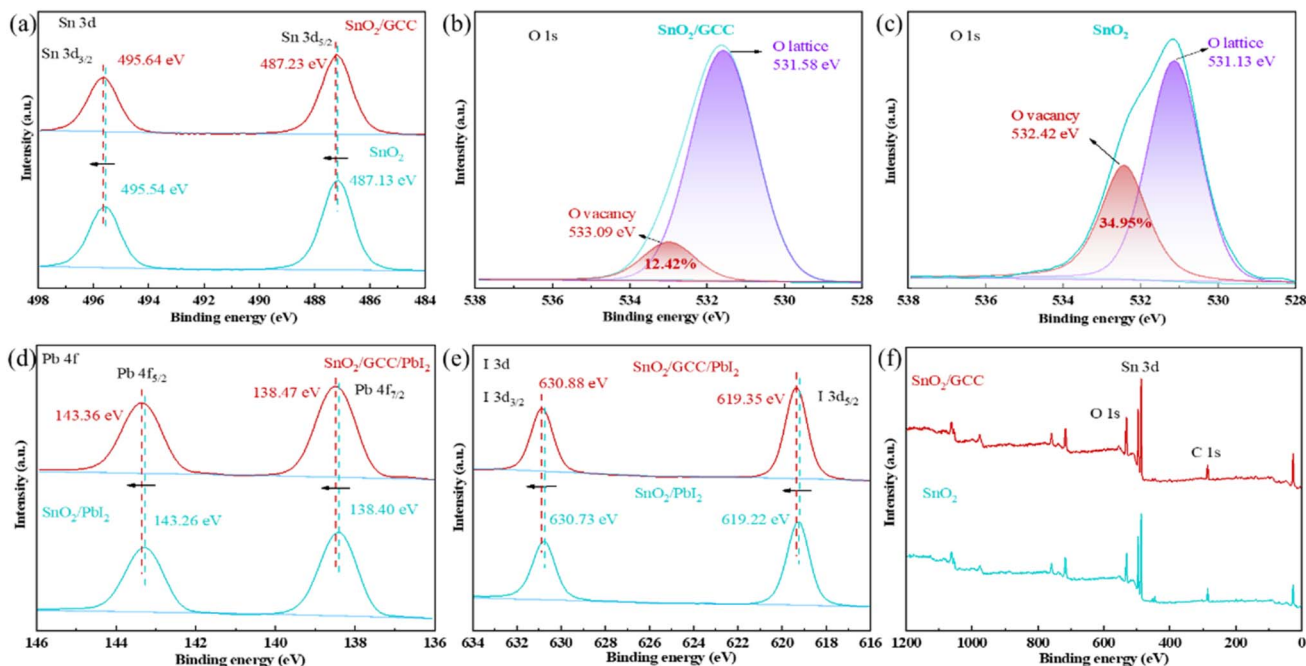 (a)
Sn 3d
SnO₂/GCC
Sn 3d₃/₂
495.64 eV
Sn 3d₅/₂
487.23 eV
SnO₂
495.54 eV
487.13 eV
Intensity (a.u.)
498 496 494 492 490 488 486 484
Binding energy (eV)
(b)
O 1s
SnO₂/GCC
O lattice
531.58 eV
O vacancy
533.09 eV
12.42%
Intensity (a.u.)
538 535 533 530 528
Binding energy (eV)
(c)
O 1s
SnO₂
O lattice
531.13 eV
O vacancy
532.42 eV
34.95%
Intensity (a.u.)
538 535 533 530 528
Binding energy (eV)
(d)
Pb 4f
SnO₂/GCC/PbI₂
Pb 4f₅/₂
138.47 eV
Pb 4f₇/₂
143.36 eV
SnO₂/PbI₂
143.26 eV
138.40 eV
Intensity (a.u.)
146 144 142 140 138 136
Binding energy (eV)
(e)
I 3d
630.88 eV
SnO₂/GCC/PbI₂
I 3d₃/₂
619.35 eV
I 3d₅/₂
SnO₂/PbI₂
630.73 eV
619.22 eV
Intensity (a.u.)
634 632 630 628 626 624 622 620 618 616
Binding energy (eV)
(f)
Sn 3d
SnO₂/GCC
O 1s
C 1s
SnO₂
Intensity (a.u.)
1200 1000 800 600 400 200 0
Binding energy (eV)